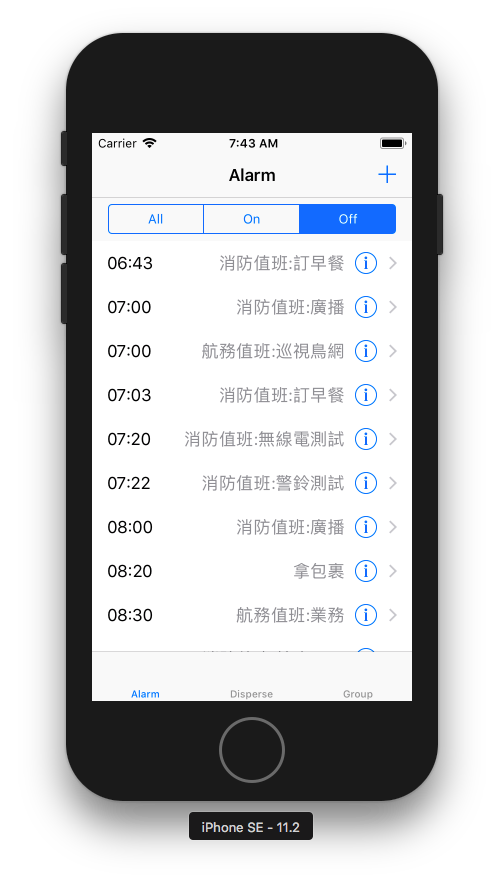 Carrier 7:43 AM
Alarm
All On Off
06:43 消防值班:訂早餐
07:00 消防值班:廣播
07:00 航務值班:巡視鳥網
07:03 消防值班:訂早餐
07:20 消防值班:無線電測試
07:22 消防值班:警鈴測試
08:00 消防值班:廣播
08:20 拿包裹
08:30 航務值班:業務
Alarm Disperse Group
iPhone SE - 11.2